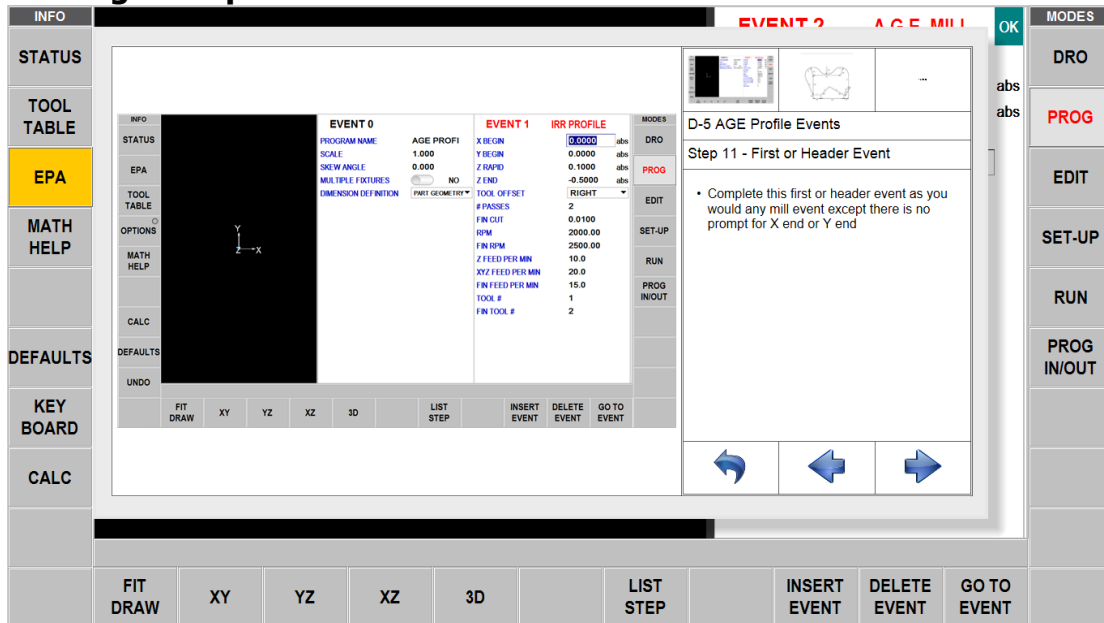 INFO
EVENT 2 A.G.E. MILL
OK
MODES
STATUS
TOOL
TABLE
EPA
MATH
HELP
DEFAULTS
KEY
BOARD
CALC
abs
abs
DRO
PROG
EDIT
SET-UP
RUN
PROG
IN/OUT
INFO
STATUS
EPA
TOOL
TABLE
OPTIONS
MATH
HELP
CALC
DEFAULTS
UNDO
Y
Z X
EVENT 0
PROGRAM NAME AGE PROFI
SCALE 1.000
SKEW ANGLE 0.000
MULTIPLE FIXTURES NO
DIMENSION DEFINITION PART GEOMETRY
EVENT 1 IRR PROFILE
X BEGIN 0.0000 abs
Y BEGIN 0.0000 abs
Z RAPID 0.1000 abs
Z END -0.5000 abs
TOOL OFFSET RIGHT
# PASSES 2
FIN CUT 0.0100
RPM 2000.00
FIN RPM 2500.00
Z FEED PER MIN 10.0
XYZ FEED PER MIN 20.0
FIN FEED PER MIN 15.0
TOOL # 1
FIN TOOL # 2
MODES
DRO
PROG
EDIT
SET-UP
RUN
PROG
IN/OUT
FIT
DRAW
XY
YZ
XZ
3D
LIST
STEP
INSERT
EVENT
DELETE
EVENT
GO TO
EVENT
...
D-5 AGE Profile Events
Step 11 - First or Header Event
• Complete this first or header event as you
would any mill event except there is no
prompt for X end or Y end
FIT
DRAW
XY
YZ
XZ
3D
LIST
STEP
INSERT
EVENT
DELETE
EVENT
GO TO
EVENT